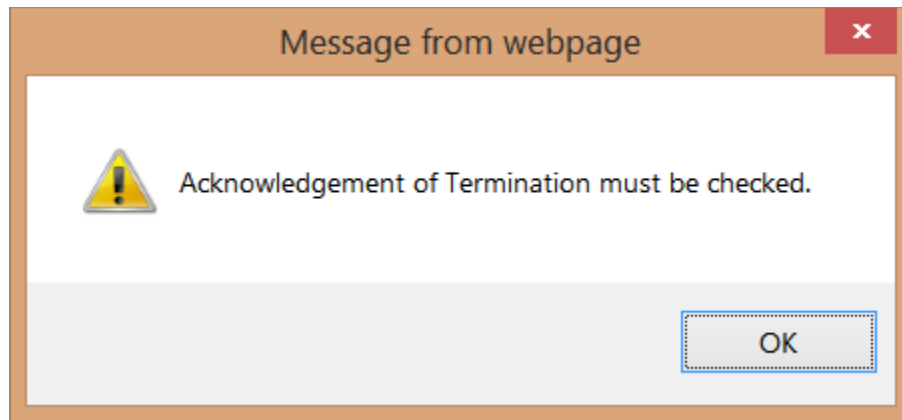 Message from webpage
Acknowledgement of Termination must be checked.
OK